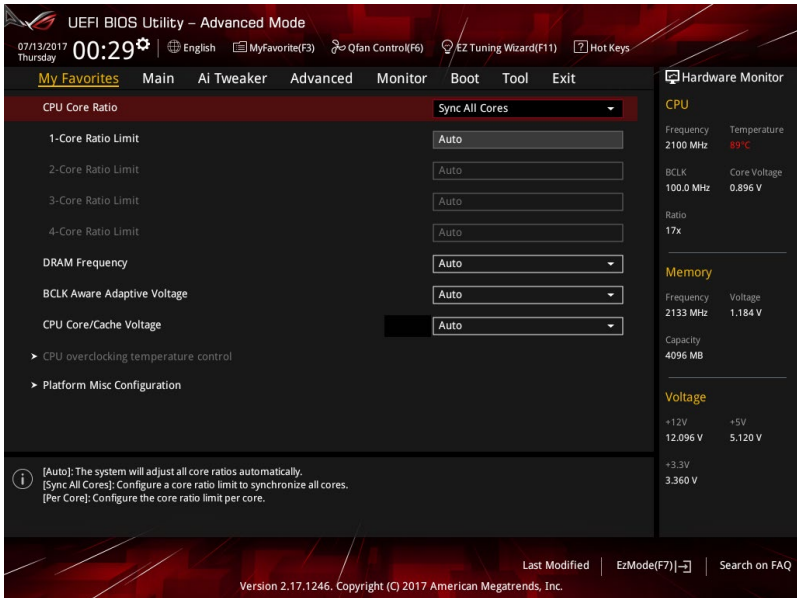 UEFI BIOS Utility – Advanced Mode
07/13/2017 Thursday 00:29 English MyFavorite(F3) Qfan Control(F6) EZ Tuning Wizard(F11) ? Hot Keys
My Favorites Main Ai Tweaker Advanced Monitor Boot Tool Exit
CPU Core Ratio Sync All Cores
1-Core Ratio Limit Auto
2-Core Ratio Limit Auto
3-Core Ratio Limit Auto
4-Core Ratio Limit Auto
DRAM Frequency Auto
BCLK Aware Adaptive Voltage Auto
CPU Core/Cache Voltage Auto
CPU overclocking temperature control
Platform Misc Configuration
[Auto]: The system will adjust all core ratios automatically.
[Sync All Cores]: Configure a core ratio limit to synchronize all cores.
[Per Core]: Configure the core ratio limit per core.
Hardware Monitor
CPU
Frequency Temperature
2100 MHz 89°C
BCLK Core Voltage
100.0 MHz 0.896 V
Ratio
17x
Memory
Frequency Voltage
2133 MHz 1.184 V
Capacity
4096 MB
Voltage
+12V +5V
12.096 V 5.120 V
+3.3V
3.360 V
Last Modified EzMode(F7) Search on FAQ
Version 2.17.1246. Copyright (C) 2017 American Megatrends, Inc.